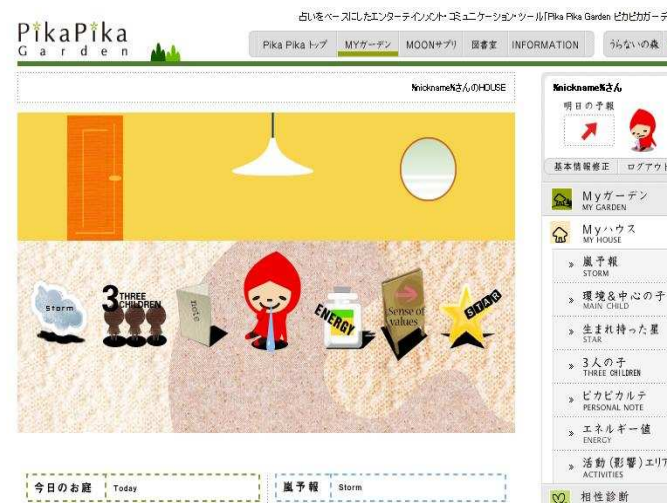 占いをベースにしたエンターテインメント・コミュニケーション・ツール「Pika Pika Garden ピカピカガーデ
PikaPika
Garden
Pika Pika トップ MYガーデン MOONサプリ 図書室 INFORMATION うらないの森
%nickname%さんのHOUSE
Storm
3 THREE CHILDREN
note
ENERGY
Sense of
values
STAR
今日のお庭 Today
嵐予報 Storm
%nickname%さん
明日の予報
基本情報修正 ログアウト
Myガーデン
MY GARDEN
Myハウス
MY HOUSE
» 嵐予報
STORM
» 環境&中心の子
MAIN CHILD
» 生まれ持った星
STAR
» 3人の子
THREE CHILDREN
» ピカピカルテ
PERSONAL NOTE
» エネルギー値
ENERGY
» 活動(影響)エリア
ACTIVITIES
相性診断